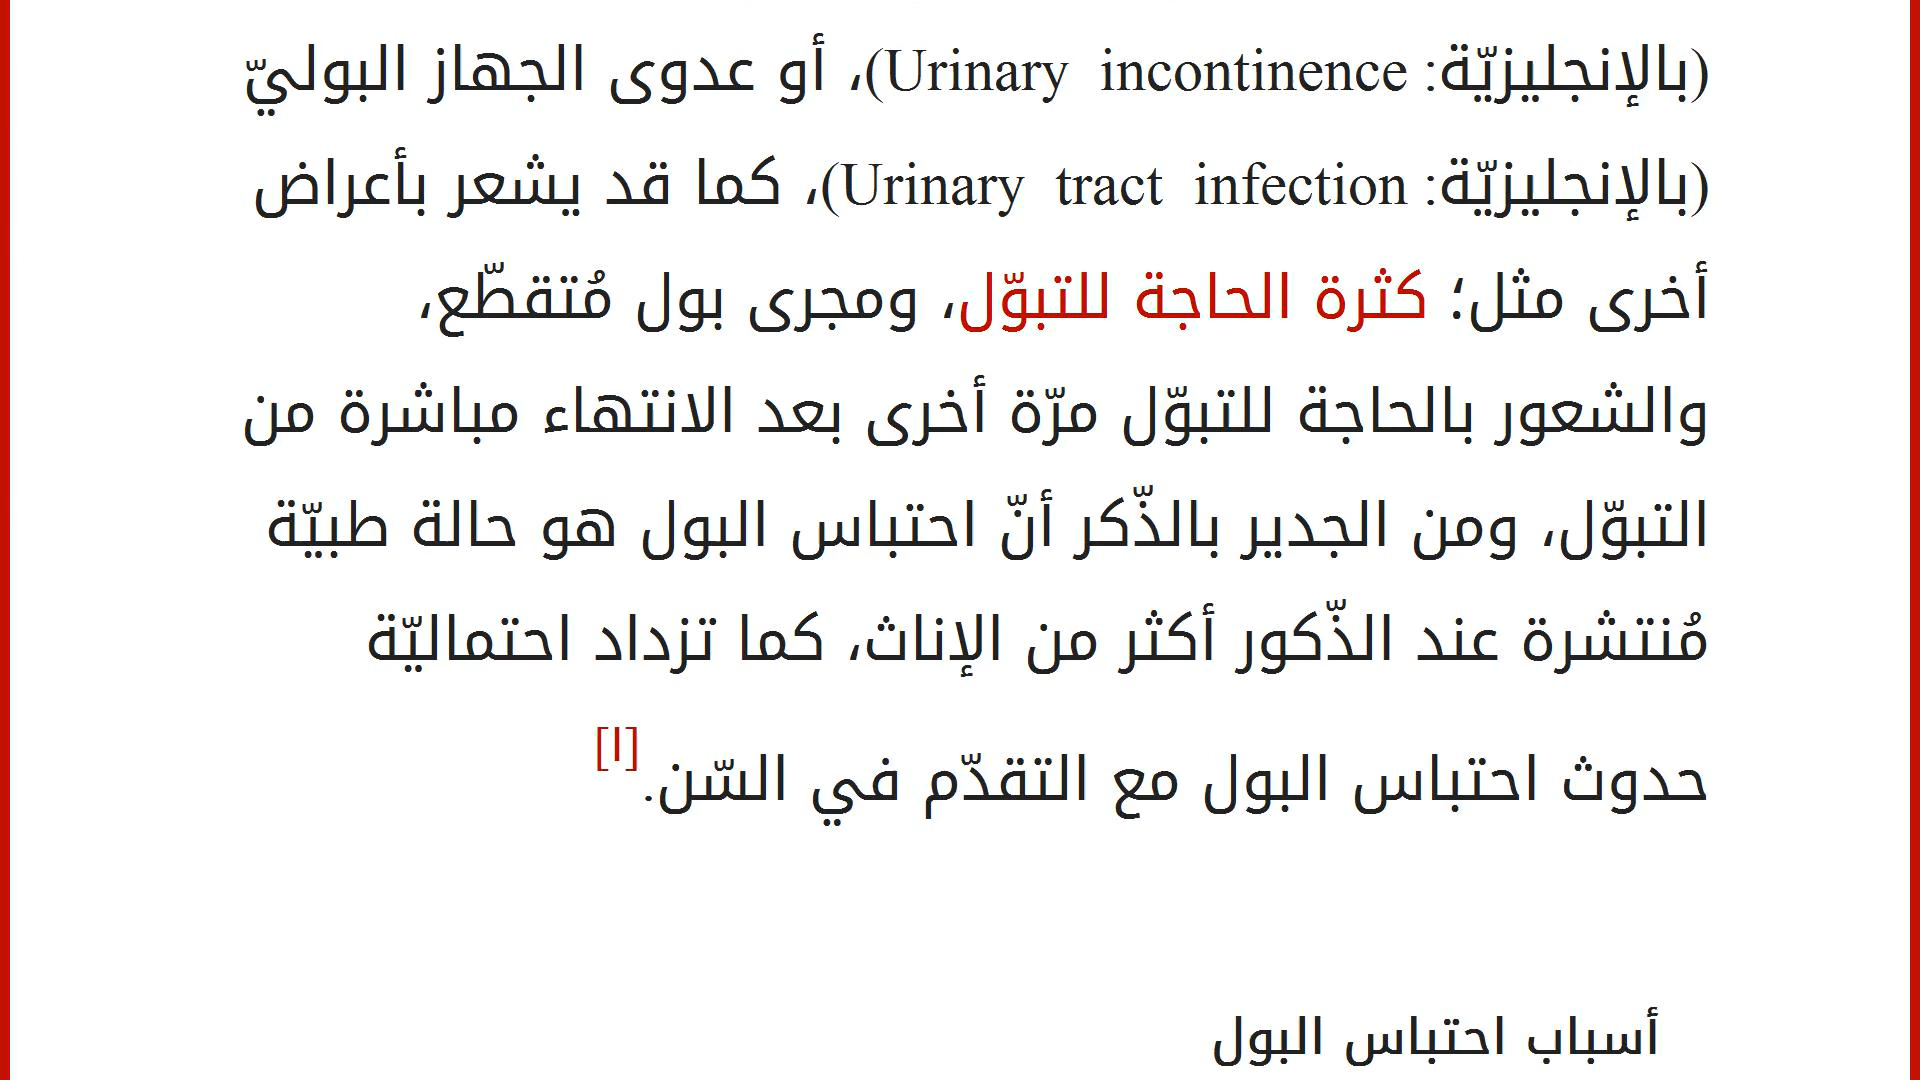 (بالإنجليزيّة: Urinary incontinence)، أو عدوى الجهاز البوليّ
(بالإنجليزيّة: Urinary tract infection)، كما قد يشعر بأعراض
أخرى مثل؛ كثرة الحاجة للتبوّل، ومجرى بول مُتقطّع،
والشعور بالحاجة للتبوّل مرّة أخرى بعد الانتهاء مباشرة من
التبوّل، ومن الجدير بالذّكر أنّ احتباس البول هو حالة طبيّة
مُنتشرة عند الذّكور أكثر من الإناث، كما تزداد احتماليّة
حدوث احتباس البول مع التقدّم في السّن.[١]
أسباب احتباس البول